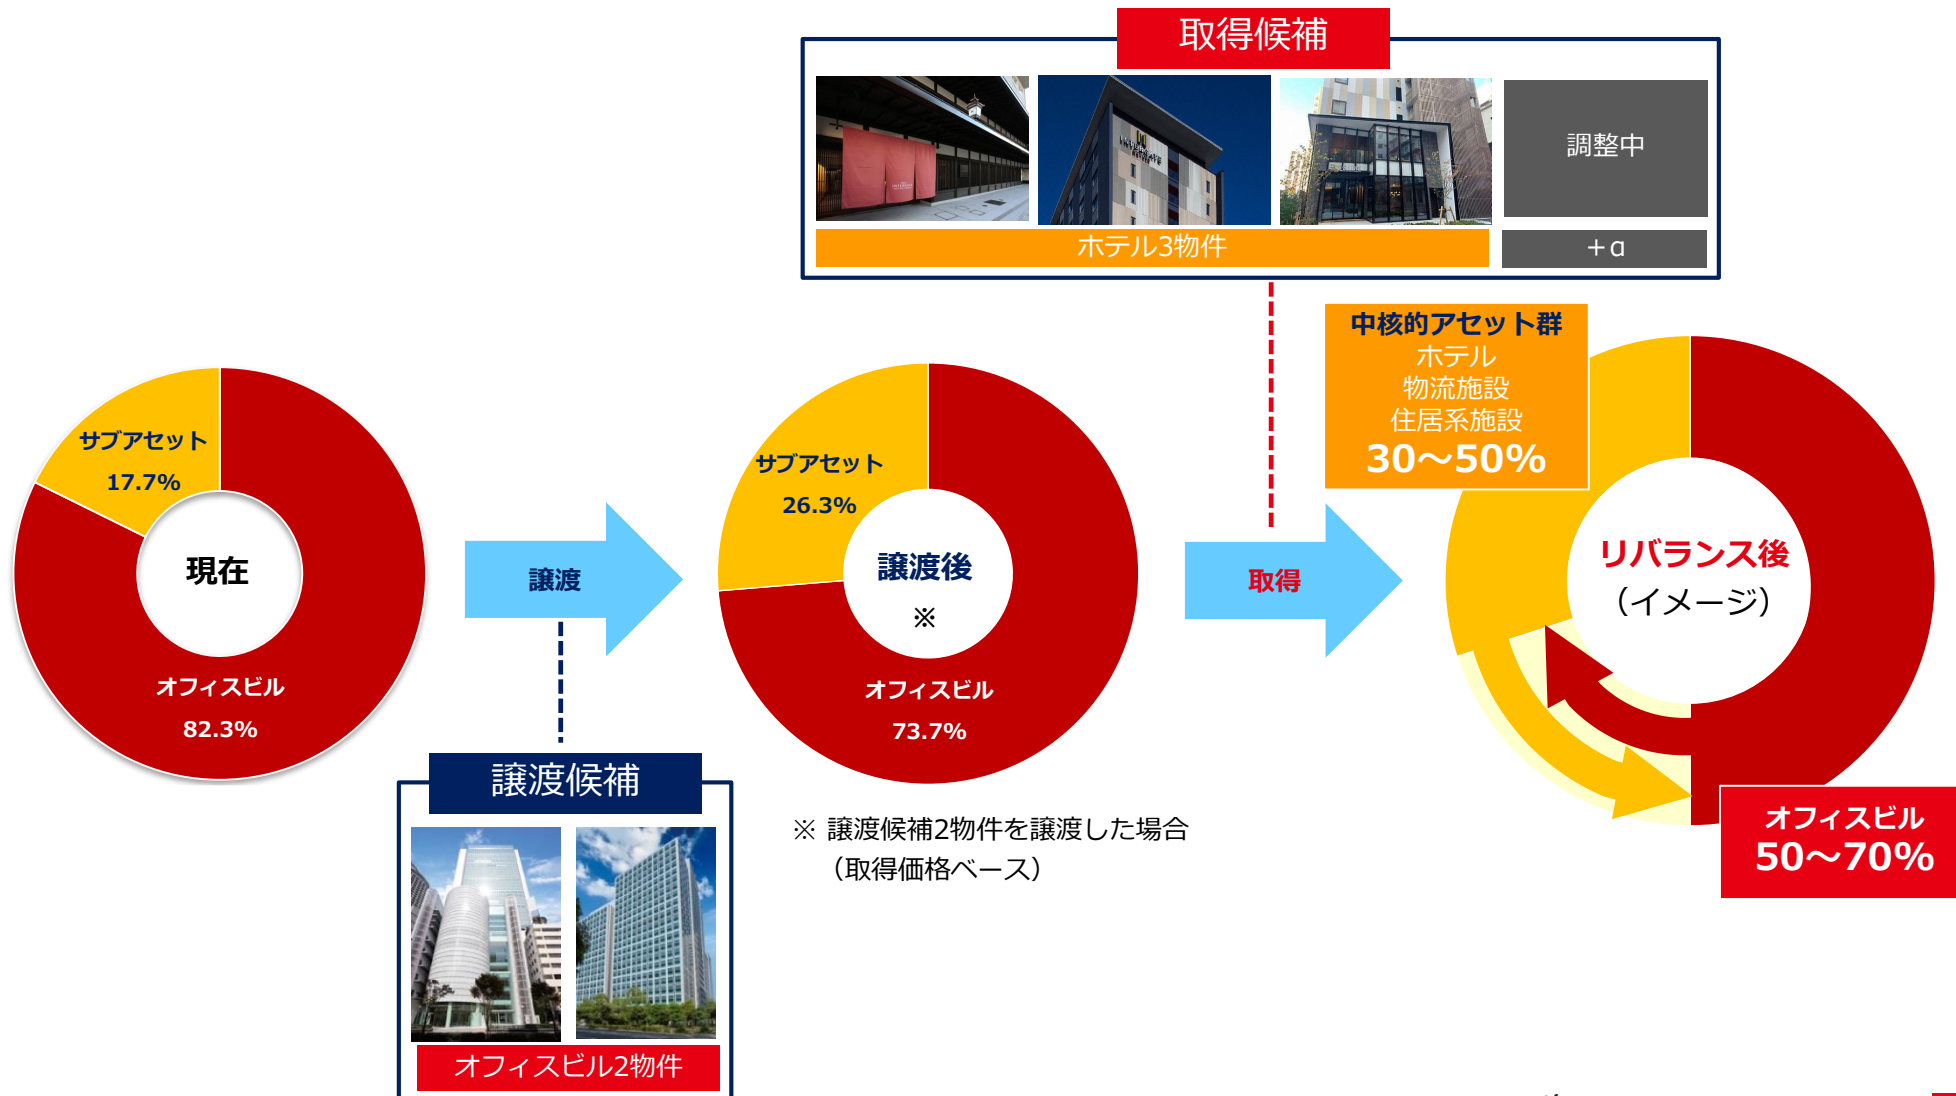 取得候補
調整中
ホテル3物件
+α
中核的アセット群
ホテル
物流施設
住居系施設
30～50%
サブアセット
17.7%
現在
オフィスビル
82.3%
譲渡
サブアセット
26.3%
譲渡後
※
オフィスビル
73.7%
取得
リバランス後
（イメージ）
オフィスビル
50～70%
譲渡候補
オフィスビル2物件
※ 譲渡候補2物件を譲渡した場合
（取得価格ベース）